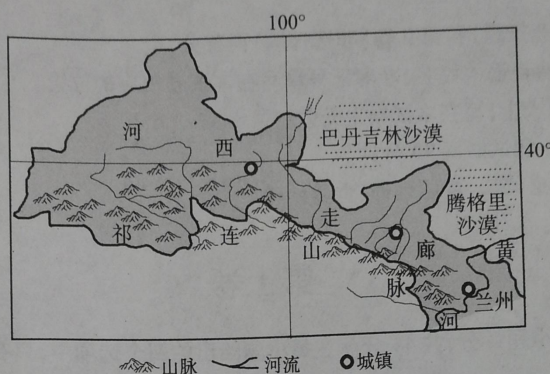 100°
河 西 走 廊
巴丹吉林沙漠
40°
腾格里
沙漠
祁 连 山 脉
黄
河
兰州
山脉 河流 城镇